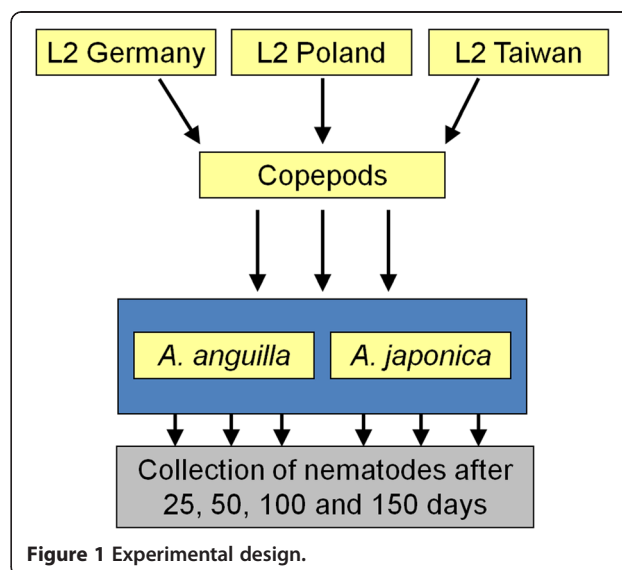 L2 Germany
L2 Poland
L2 Taiwan
Copepods
A. anguilla
A. japonica
Collection of nematodes after
25, 50, 100 and 150 days
Figure 1 Experimental design.